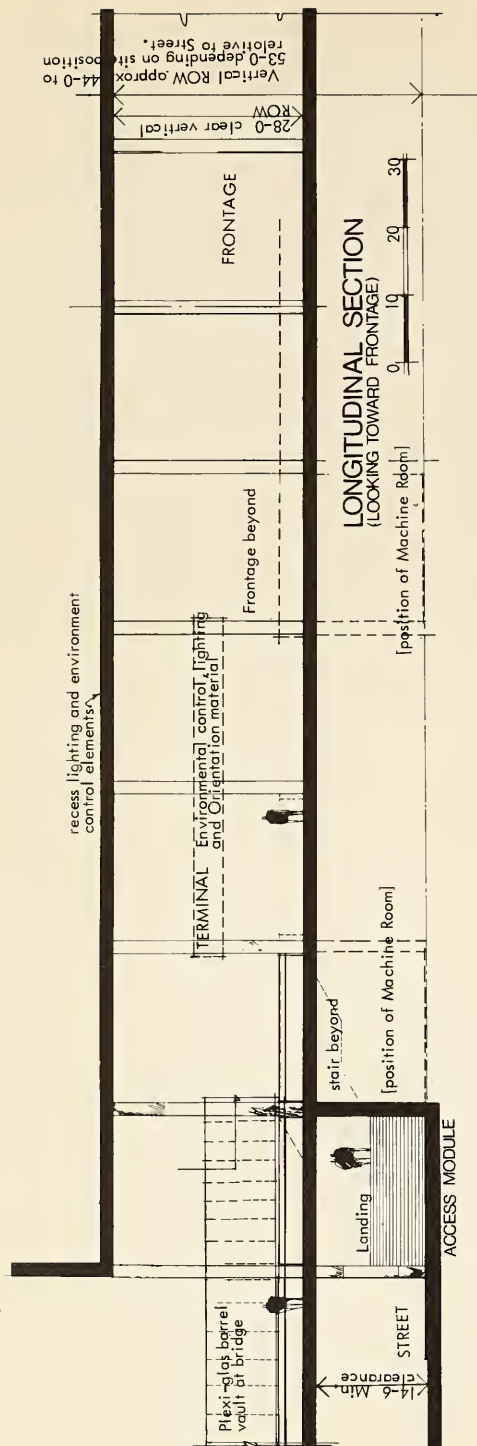 recess lighting and environment
control elements
Vertical ROW approx 44-0 to
53-0 depending on site position
relative to Street.
28-0 clear vertical
ROW
FRONTAGE
TERMINAL Environmental control, lighting
and Orientation material
Frontage beyond
Plexi-glas barrel
vault at bridge
stair beyond
Landing
[position of Machine Room]
[position of Machine Room]
STREET
14-6 Min.
clearance
ACCESS MODULE
LONGITUDINAL SECTION
(LOOKING TOWARD FRONTAGE)
0 10 20 30